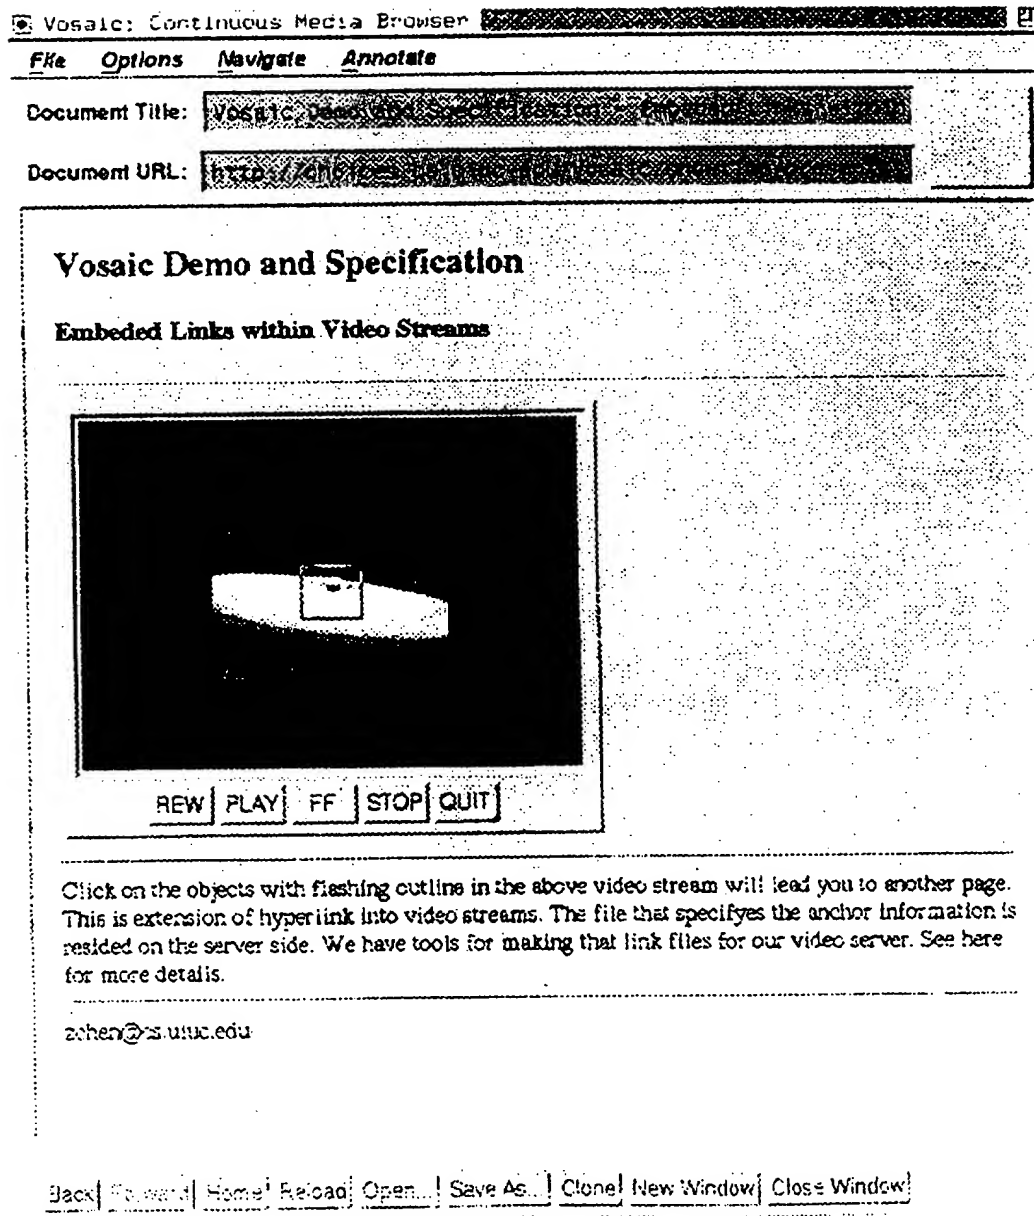 Vosaic: Continuous Media Browser
File Options Navigate Annotate
Document Title: Vosaic Demo and Specification
Document URL:
Vosaic Demo and Specification
Embeded Links within Video Streams
REW PLAY FF STOP QUIT
Click on the objects with flashing outline in the above video stream will lead you to another page.
This is extension of hyperlink into video streams. The file that specifyes the anchor information is
resided on the server side. We have tools for making that link files for our video server. See here
for more details.
zchen@cs.uiuc.edu
Back Forward Home Reload Open... Save As... Clone New Window Close Window